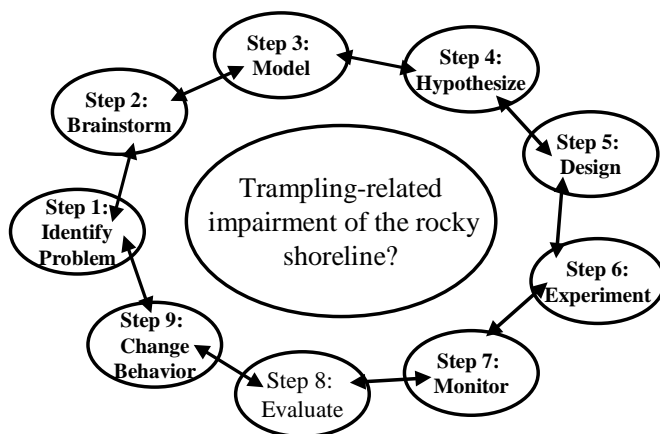 Step 1:
Identify
Problem
Step 2:
Brainstorm
Step 3:
Model
Step 4:
Hypothesize
Step 5:
Design
Step 6:
Experiment
Step 7:
Monitor
Step 8:
Evaluate
Step 9:
Change
Behavior
Trampling-related
impairment of the rocky
shoreline?